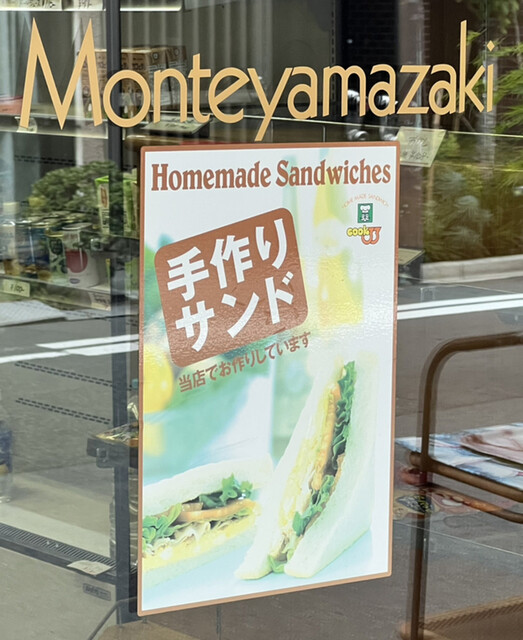 Monteyamazaki
Homemade Sandwiches
手作り
サンド
当店でお作りしています